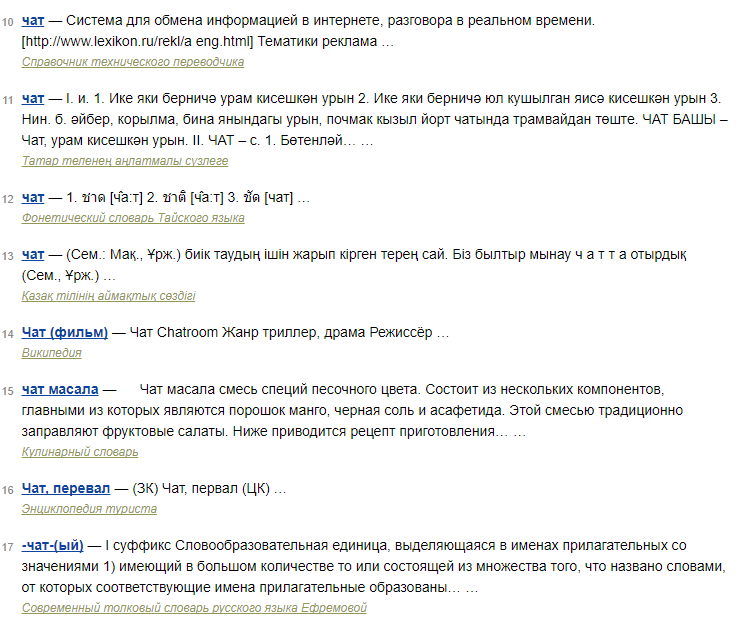 10 чат — Система для обмена информацией в интернете, разговора в реальном времени.
[http://www.lexikon.ru/rekl/a eng.html] Тематики реклама …
Справочник технического переводчика
11 чат — I. и. 1. Ике яки берничә урам кисешкән урын 2. Ике яки берничә юл кушылган яисә кисешкән урын 3.
Нин. б. әйбер, корылма, бина янындагы урын, почмак кызыл йорт чатында трамвайдан төште. ЧАТ БАШЫ –
Чат, урам кисешкән урын. II. ЧАТ – с. 1. Бөтенләй… …
Татар теленең аңлатмалы сүзлеге
12 чат — 1. ชาด [ча̂:т] 2. ชาติ [ча̂:т] 3. ชัด [чат] …
Фонетический словарь Тайского языка
13 чат — (Сем.: Мақ., Ұрж.) биік таудың ішін жарып кірген терең сай. Біз былтыр мынау ч а т т а отырдық
(Сем., Ұрж.) …
Қазақ тілінің аймақтық сөздігі
14 Чат (фильм) — Чат Chatroom Жанр триллер, драма Режиссёр …
Википедия
15 чат масала — Чат масала смесь специй песочного цвета. Состоит из нескольких компонентов,
главными из которых являются порошок манго, черная соль и асафетида. Этой смесью традиционно
заправляют фруктовые салаты. Ниже приводится рецепт приготовления… …
Кулинарный словарь
16 Чат, перевал — (ЗК) Чат, первал (ЦК) …
Энциклопедия туриста
17 -чат-(ый) — I суффикс Словообразовательная единица, выделяющаяся в именах прилагательных со
значениями 1) имеющий в большом количестве то или состоящей из множества того, что названо словами,
от которых соответствующие имена прилагательные образованы… …
Современный толковый словарь русского языка Ефремовой